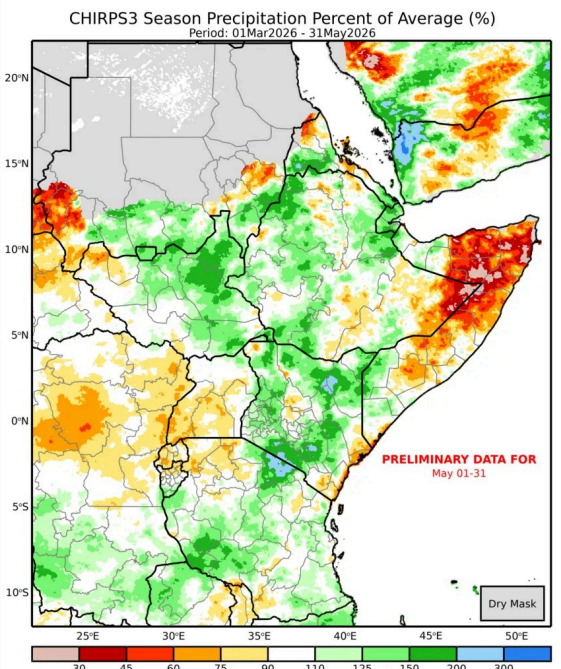 CHIRPS3 Season Precipitation Percent of Average (%)
Period: 01Mar2026 - 31May2026
20°N
15°N
10°N
5°N
0°N
5°S
10°S
PRELIMINARY DATA FOR
May 01-31
Dry Mask
25°E 30°E 35°E 40°E 45°E 50°E
30 45 60 75 90 110 125 150 200 300